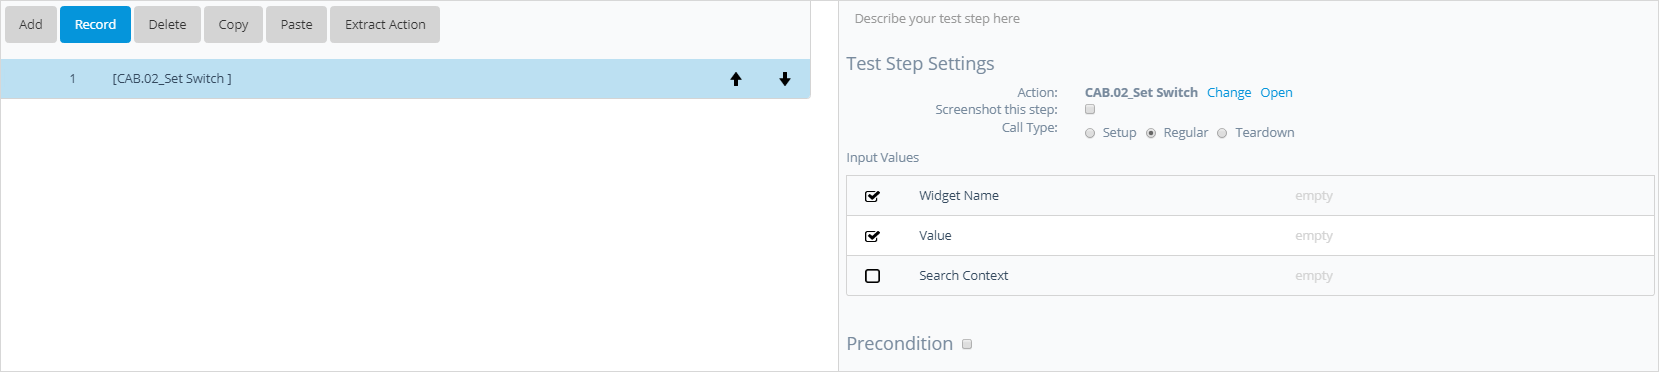 Add Record Delete Copy Paste Extract Action
1 [CAB.02_Set Switch ]
Describe your test step here
Test Step Settings
Action: CAB.02_Set Switch Change Open
Screenshot this step:
Call Type: Setup Regular Teardown
Input Values
Widget Name empty
Value empty
Search Context empty
Precondition